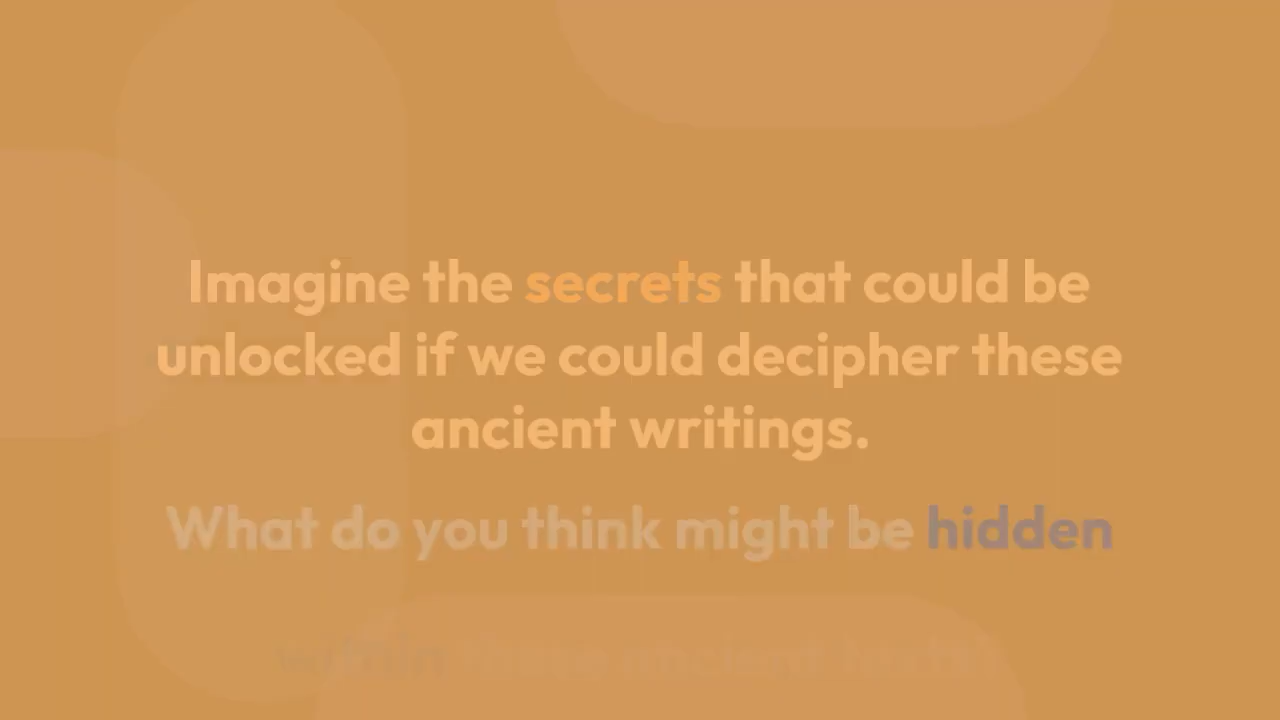 Imagine the secrets that could be
unlocked if we could decipher these
ancient writings.
What do you think might be hidden
within these ancient texts?